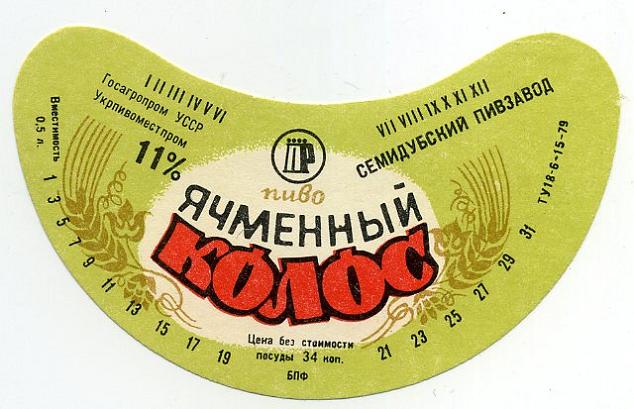 I II III IV V VI
Госагропром УССР
Укрпивоместпром
11%
Вместимость
0,5 л.
VII VIII IX X XI XII
СЕМИДУБСКИЙ ПИВЗАВОД
ТУ18-6-15-79
ПР
пиво
ЯЧМЕННЫЙ
КОЛОС
1 3 5 7 9 11 13 15 17 19
21 23 25 27 29 31
Цена без стоимости
посуды 34 коп.
БПФ